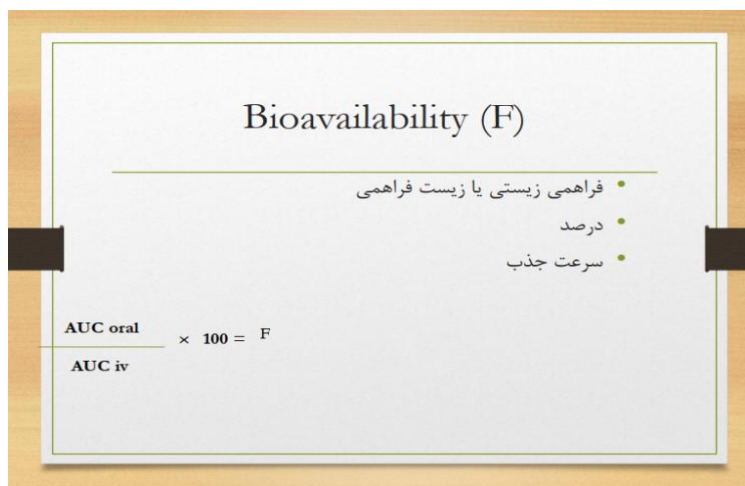 Bioavailability (F)
• فراهمی زیستی یا زیست فراهمی
• درصد
• سرعت جذب
AUC oral
× 100 = F
AUC iv